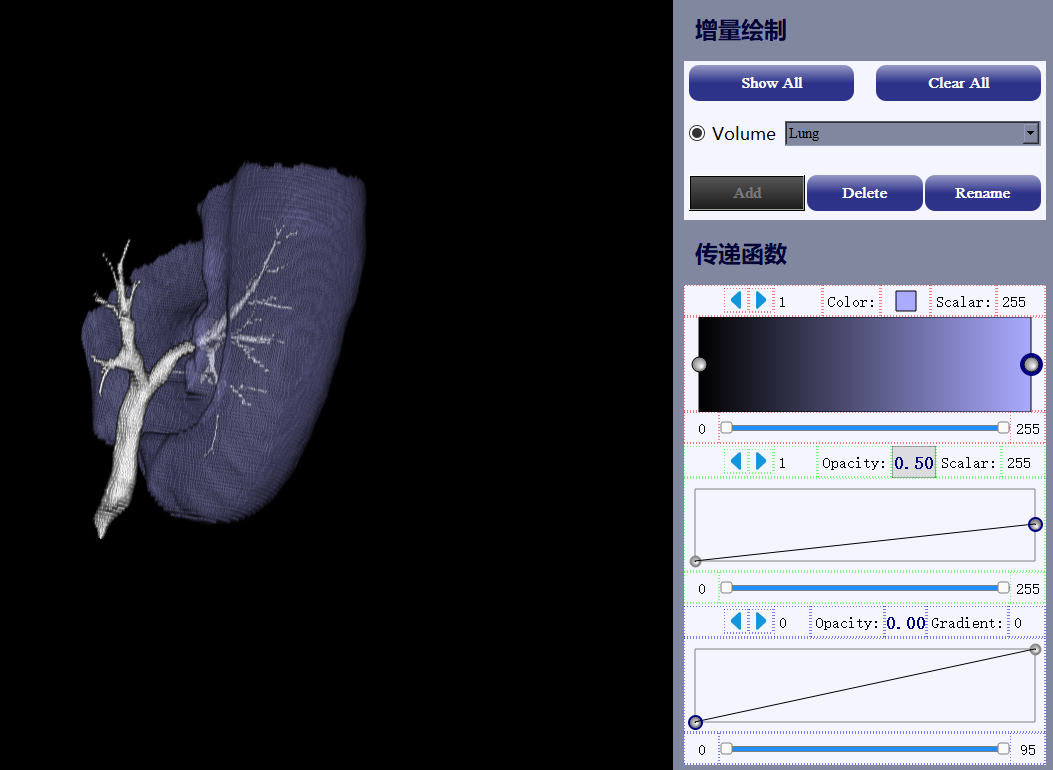 增量绘制
Show All Clear All
Volume Lung
Add Delete Rename
传递函数
1 Color: Scalar: 255
0 255
1 Opacity: 0.50 Scalar: 255
0 255
0 Opacity: 0.00 Gradient: 0
0 95